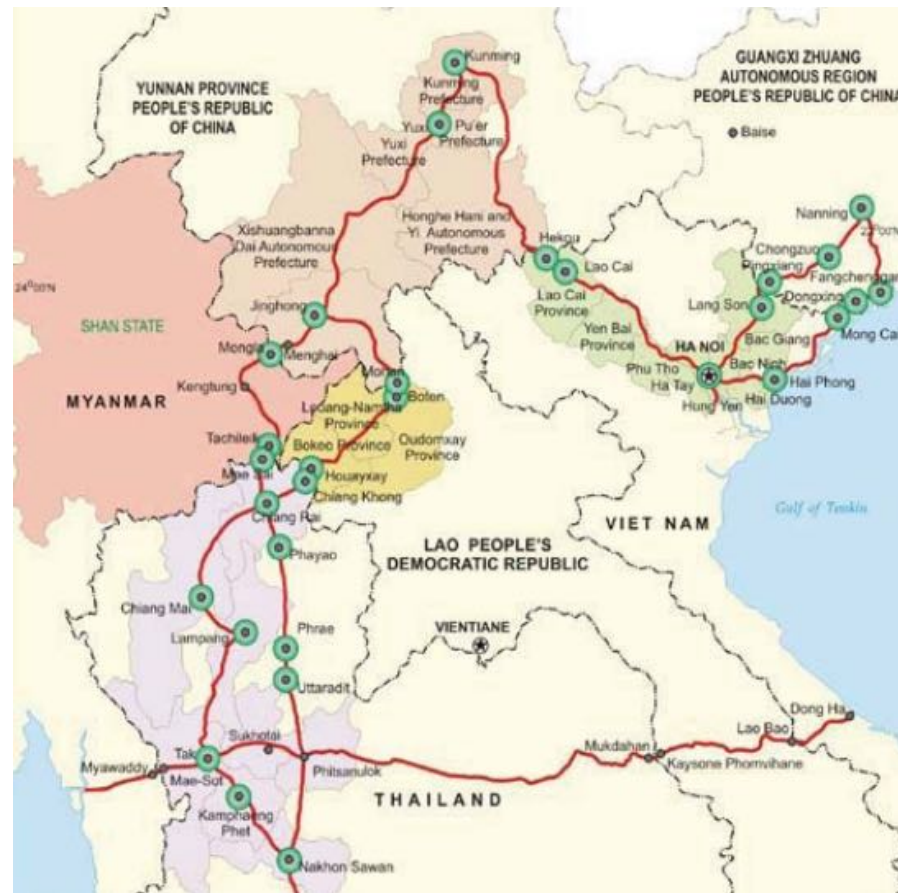 YUNNAN PROVINCE
PEOPLE'S REPUBLIC
OF CHINA
Kunming
Kunming
Prefecture
GUANGXI ZHUANG
AUTONOMOUS REGION
PEOPLE'S REPUBLIC OF CHINA
Baise
Yuxi
Yuxi
Prefecture
Pu'er
Prefecture
Xishuangbanna
Dai Autonomous
Prefecture
Honghe Hani and
Yi Autonomous
Prefecture
Nanning
Hekou
Lao Cai
Lao Cai
Province
Chongzuo
Pingxiang
Fangchenggang
Dongxing
24°00'N
Jinghong
Lang Son
SHAN STATE
Yen Bai
Province
Bac Giang
Mong Cai
Mongla
Menghai
HA NOI
Bac Ninh
Phu Tho
Ha Tay
Hai Phong
Hai Duong
Hung Yen
Kengtung
MYANMAR
Mohan
Boten
Luoang-Namtha
Province
Bokeo Province
Oudomxay
Province
Tachileik
Mae Sai
Houayxay
Chiang Khong
Chiang Rai
Gulf of Tonkin
VIET NAM
LAO PEOPLE'S
DEMOCRATIC REPUBLIC
Phayao
Chiang Mai
Lampang
Phrae
VIENTIANE
Uttaradit
Dong Ha
Lao Bao
Sukhotai
Tak
Mukdahan
Kaysone Phomvihane
Myawaddy
Mae-Sot
Phitsanulok
THAILAND
Kamphaeng
Phet
Nakhon Sawan